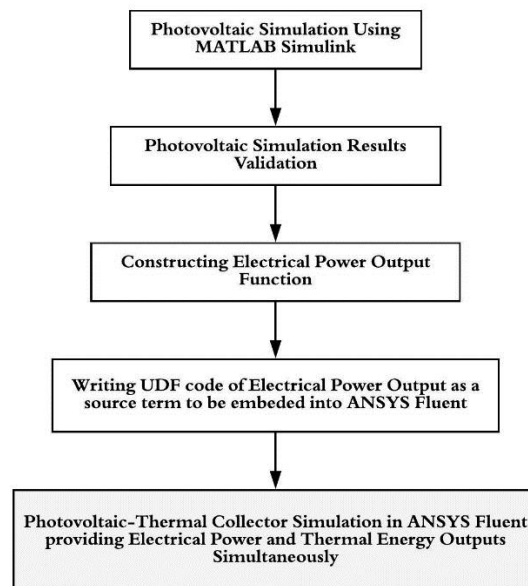 Photovoltaic Simulation Using
MATLAB Simulink
Photovoltaic Simulation Results
Validation
Constructing Electrical Power Output
Function
Writing UDF code of Electrical Power Output as a
source term to be embeded into ANSYS Fluent
Photovoltaic-Thermal Collector Simulation in ANSYS Fluent
providing Electrical Power and Thermal Energy Outputs
Simultaneously